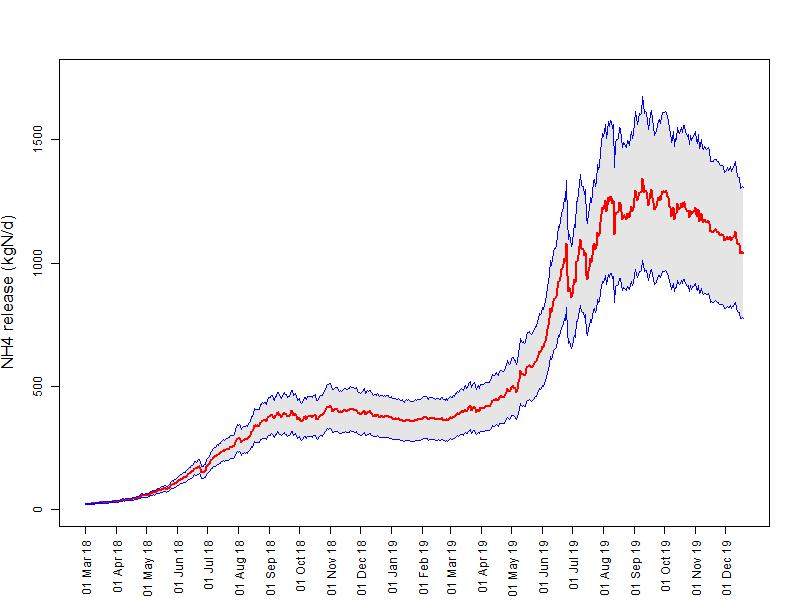 NH4 release (kgN/d)
1500
1000
500
0
01 Mar 18
01 Apr 18
01 May 18
01 Jun 18
01 Jul 18
01 Aug 18
01 Sep 18
01 Oct 18
01 Nov 18
01 Dec 18
01 Jan 19
01 Feb 19
01 Mar 19
01 Apr 19
01 May 19
01 Jun 19
01 Jul 19
01 Aug 19
01 Sep 19
01 Oct 19
01 Nov 19
01 Dec 19